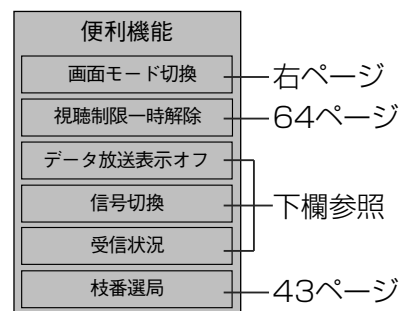 便利機能
画面モード切換
右ページ
視聴制限一時解除
64ページ
データ放送表示オフ
信号切換
下欄参照
受信状況
枝番選局
43ページ